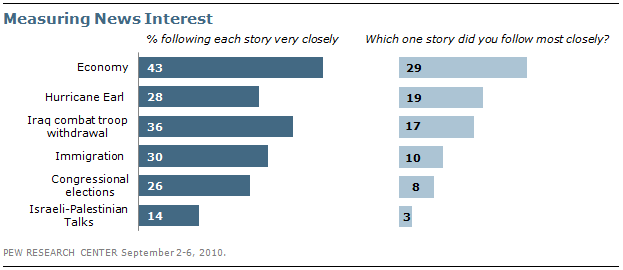 Measuring News Interest
% following each story very closely
Which one story did you follow most closely?
Economy 43 29
Hurricane Earl 28 19
Iraq combat troop
withdrawal 36 17
Immigration 30 10
Congressional
elections 26 8
Israeli-Palestinian
Talks 14 3
PEW RESEARCH CENTER September 2-6, 2010.